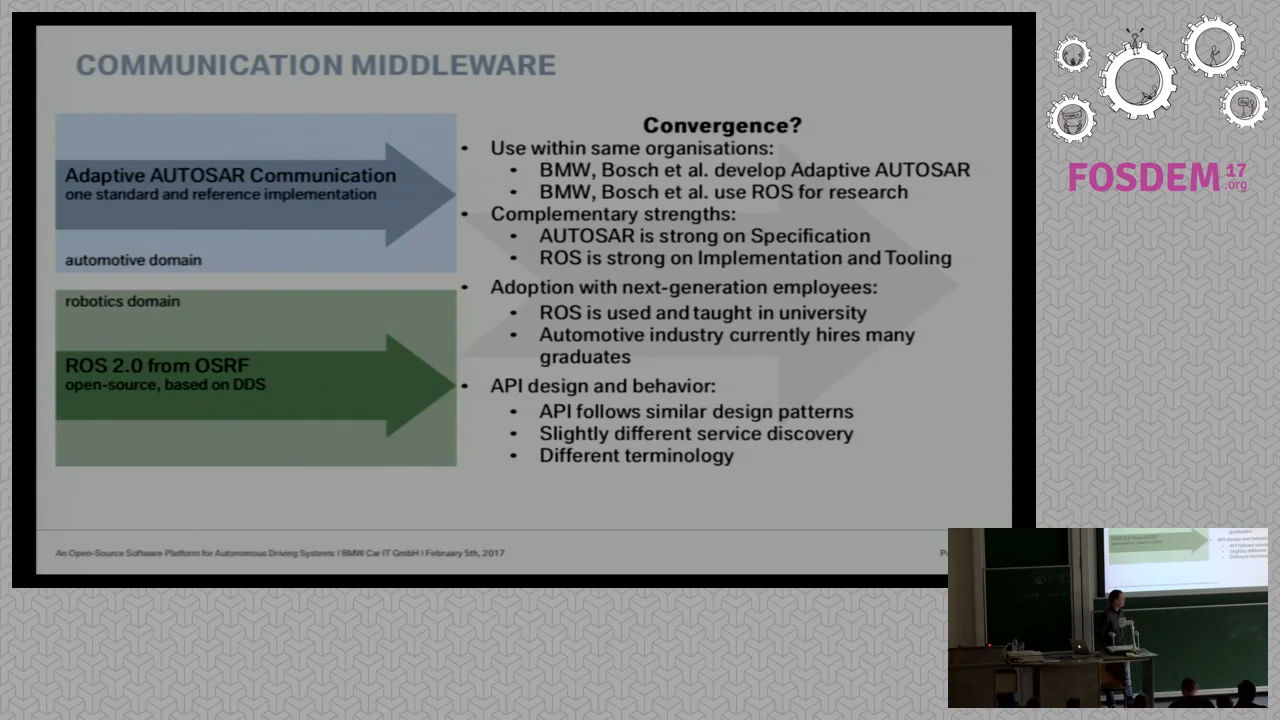 COMMUNICATION MIDDLEWARE
Adaptive AUTOSAR Communication
one standard and reference implementation
automotive domain
robotics domain
ROS 2.0 from OSRF
open-source, based on DDS
Convergence?
• Use within same organisations:
• BMW, Bosch et al. develop Adaptive AUTOSAR
• BMW, Bosch et al. use ROS for research
• Complementary strengths:
• AUTOSAR is strong on Specification
• ROS is strong on Implementation and Tooling
• Adoption with next-generation employees:
• ROS is used and taught in university
• Automotive industry currently hires many
graduates
• API design and behavior:
• API follows similar design patterns
• Slightly different service discovery
• Different terminology
An Open-Source Software Platform for Autonomous Driving Systems | BMW Car IT GmbH | February 5th, 2017
FOSDEM 17
.org